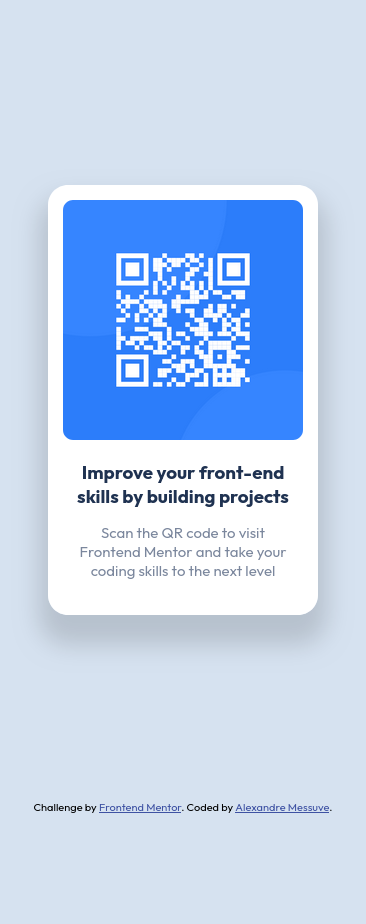 Improve your front-end
skills by building projects
Scan the QR code to visit
Frontend Mentor and take your
coding skills to the next level
Challenge by Frontend Mentor. Coded by Alexandre Messuve.